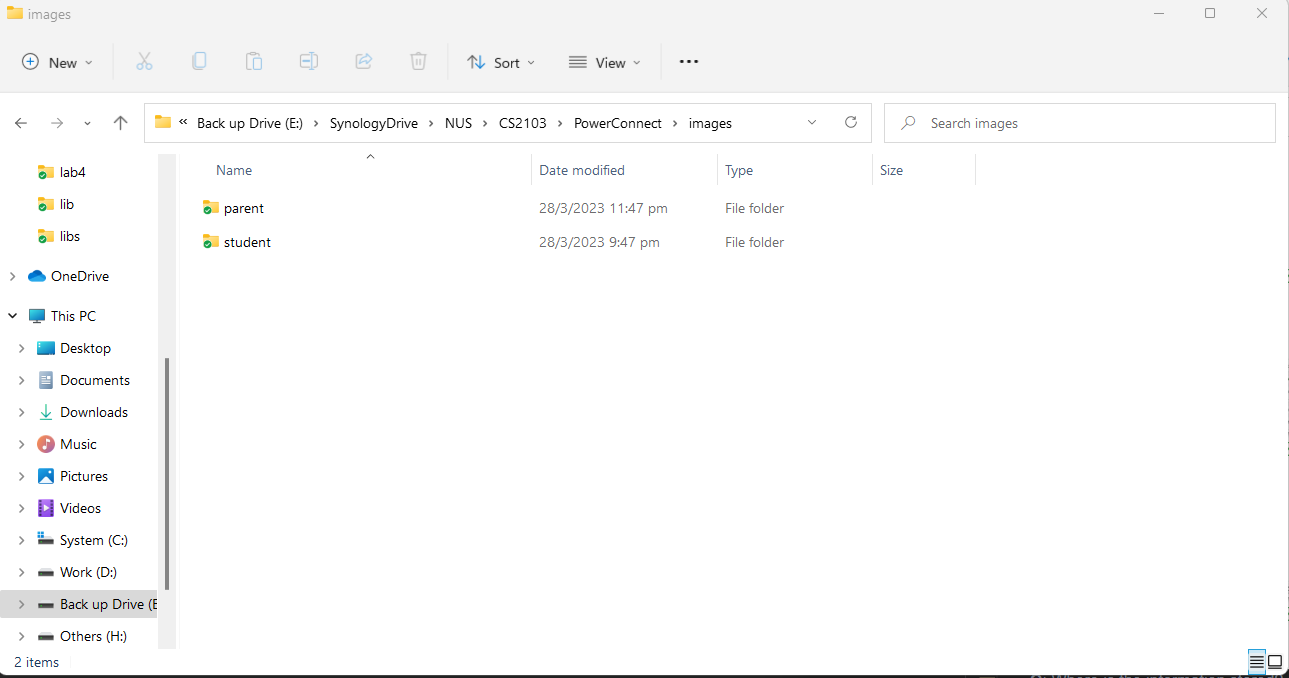 images
New
Sort
View
« Back up Drive (E:) › SynologyDrive › NUS › CS2103 › PowerConnect › images
Search images
Name Date modified Type Size
parent 28/3/2023 11:47 pm File folder
student 28/3/2023 9:47 pm File folder
lab4
lib
libs
OneDrive
This PC
Desktop
Documents
Downloads
Music
Pictures
Videos
System (C:)
Work (D:)
Back up Drive (E
Others (H:)
2 items